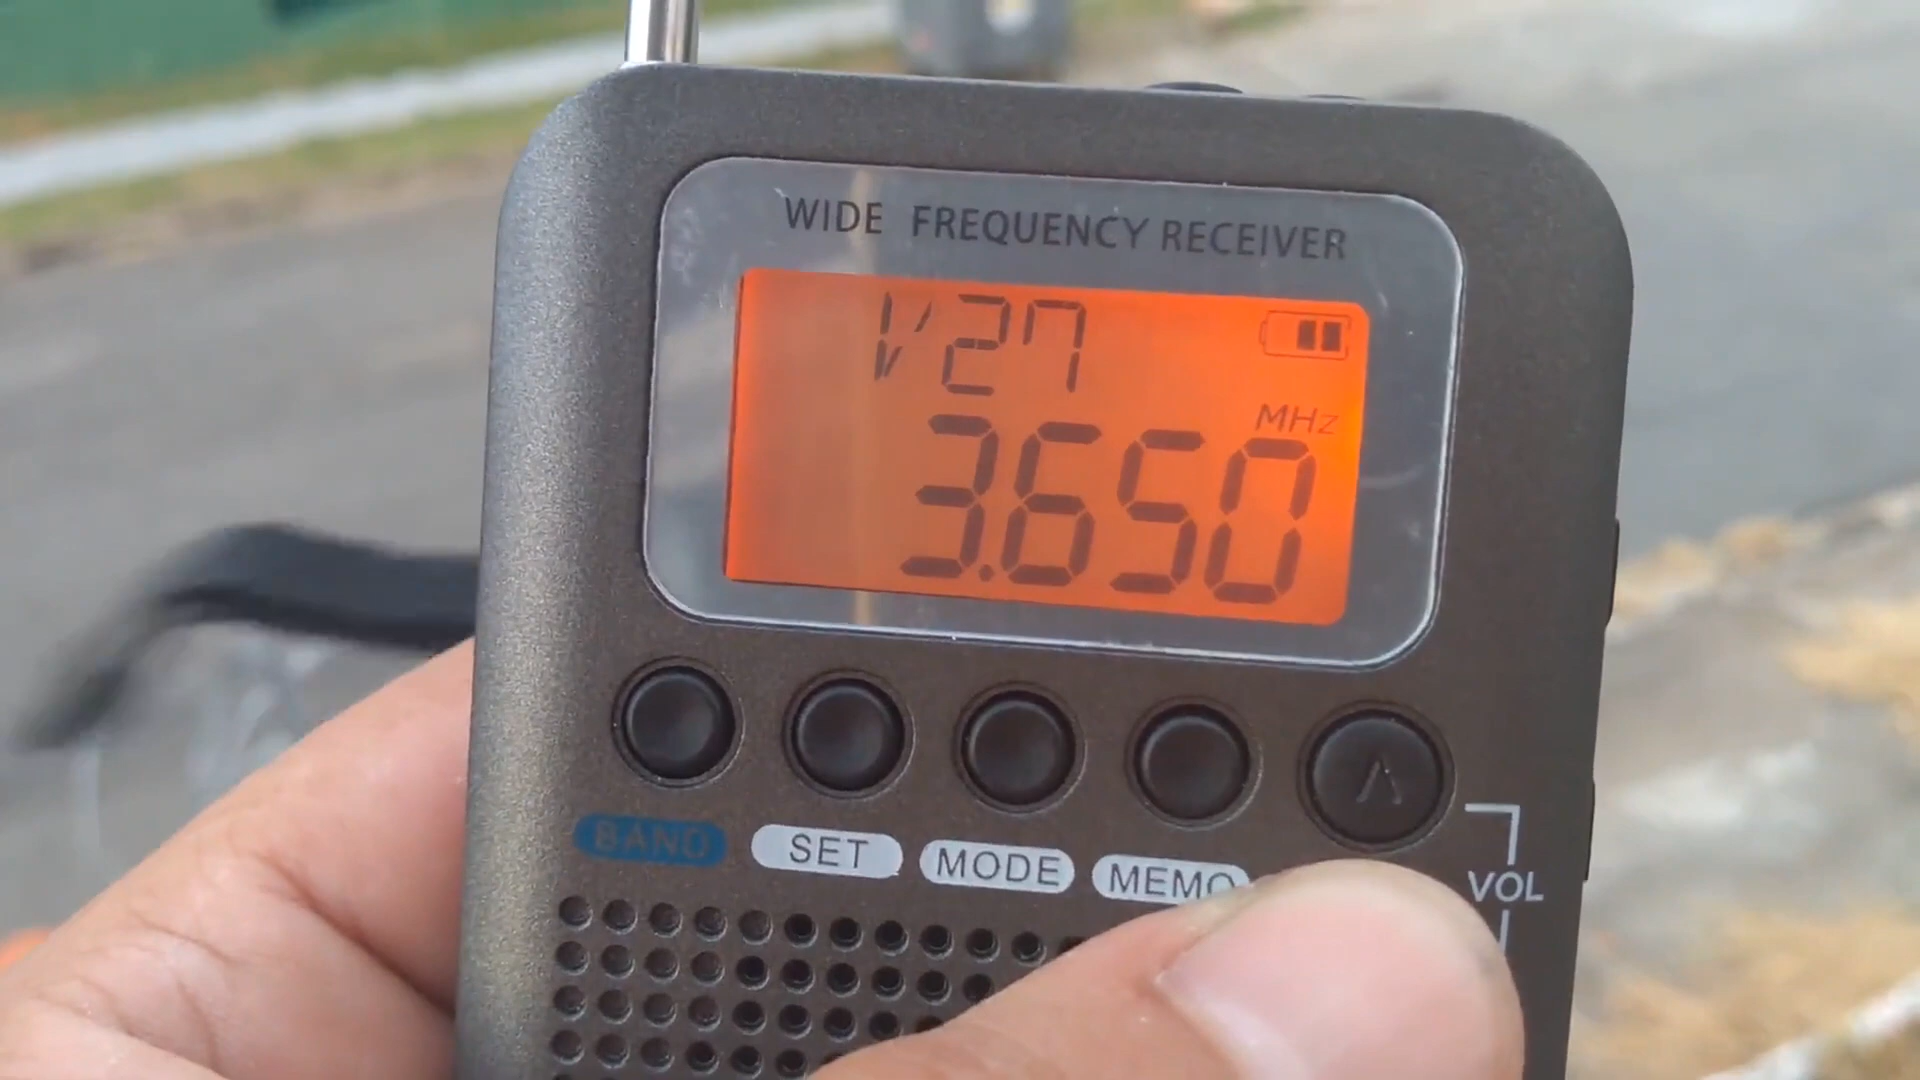 WIDE FREQUENCY RECEIVER
V27
MHz
3.650
BAND SET MODE MEMO
VOL